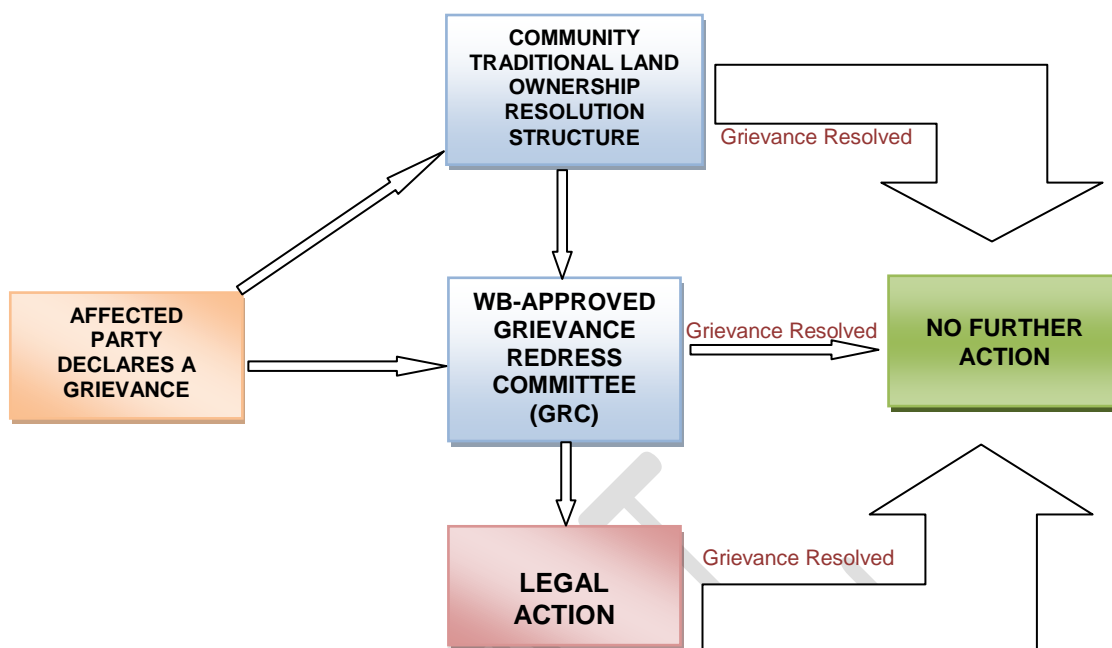 COMMUNITY
TRADITIONAL LAND
OWNERSHIP
RESOLUTION
STRUCTURE
Grievance Resolved
AFFECTED
PARTY
DECLARES A
GRIEVANCE
WB-APPROVED
GRIEVANCE
REDRESS
COMMITTEE
(GRC)
Grievance Resolved
NO FURTHER
ACTION
LEGAL
ACTION
Grievance Resolved